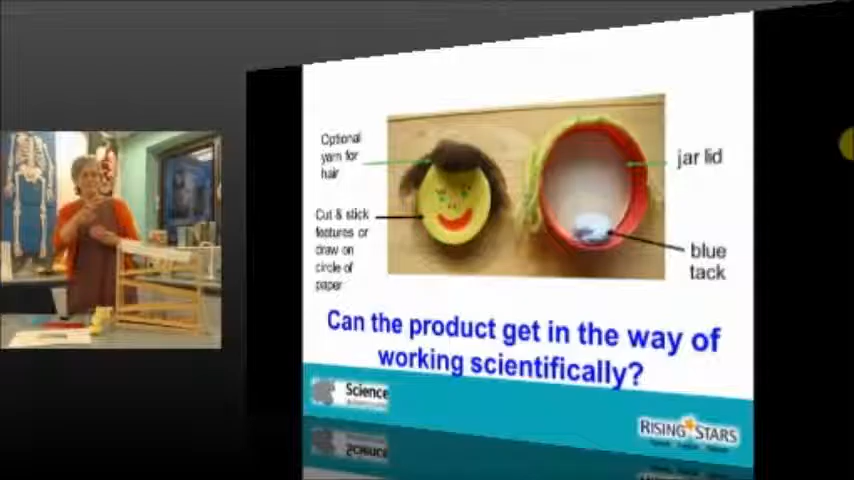 Optional
yarn for
hair
Cut & stick
features or
draw on
circle of
paper
jar lid
blue
tack
Can the product get in the way of
working scientifically?
Science
RISING STARS